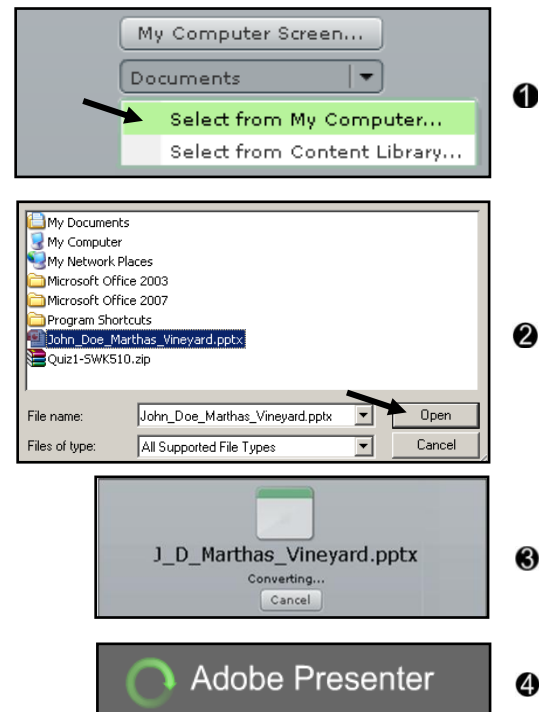 My Computer Screen...
Documents
Select from My Computer...
Select from Content Library...
1
My Documents
My Computer
My Network Places
Microsoft Office 2003
Microsoft Office 2007
Program Shortcuts
John_Doe_Marthas_Vineyard.pptx
Quiz1-SWK510.zip
File name: John_Doe_Marthas_Vineyard.pptx Open
Files of type: All Supported File Types Cancel
2
J_D_Marthas_Vineyard.pptx
Converting...
Cancel
3
Adobe Presenter
4